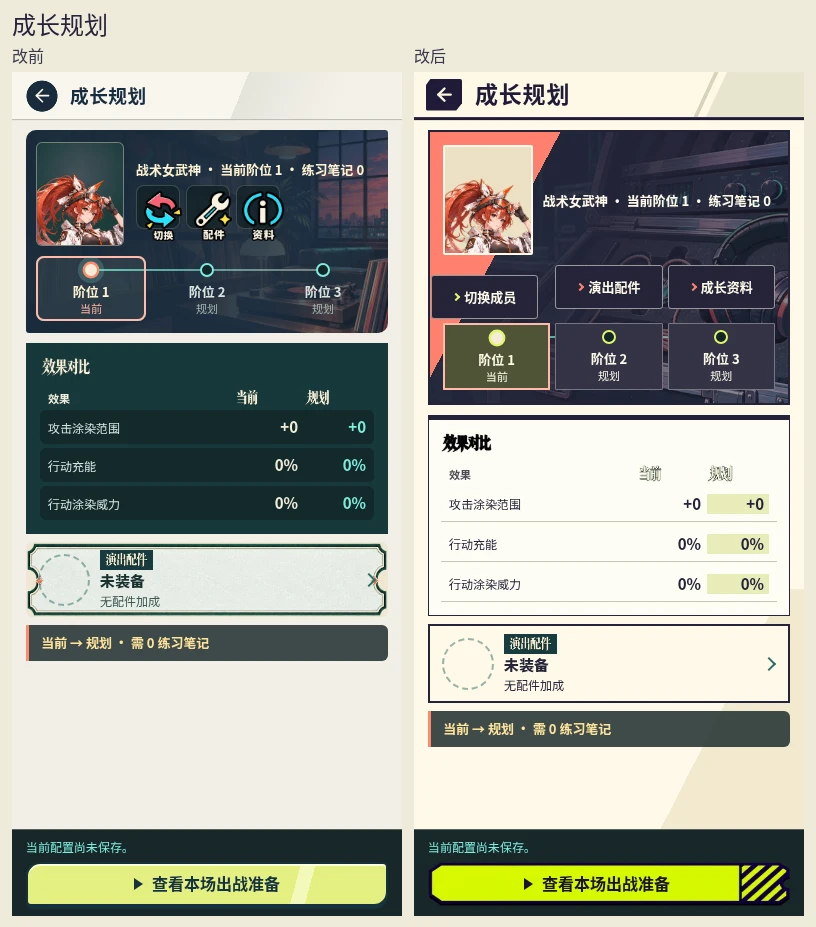 成长规划
改前
成长规划
战术女武神 · 当前阶位 1 · 练习笔记 0
切换 配件 资料
阶位 1 阶位 2 阶位 3
当前 规划 规划
效果对比
效果 当前 规划
攻击涂染范围 +0 +0
行动充能 0% 0%
行动涂染威力 0% 0%
演出配件
未装备
无配件加成
当前 → 规划 · 需 0 练习笔记
当前配置尚未保存。
查看本场出战准备
改后
成长规划
战术女武神 · 当前阶位 1 · 练习笔记 0
切换成员 演出配件 成长资料
阶位 1 阶位 2 阶位 3
当前 规划 规划
效果对比
效果 当前 规划
攻击涂染范围 +0 +0
行动充能 0% 0%
行动涂染威力 0% 0%
演出配件
未装备
无配件加成
当前 → 规划 · 需 0 练习笔记
当前配置尚未保存。
查看本场出战准备